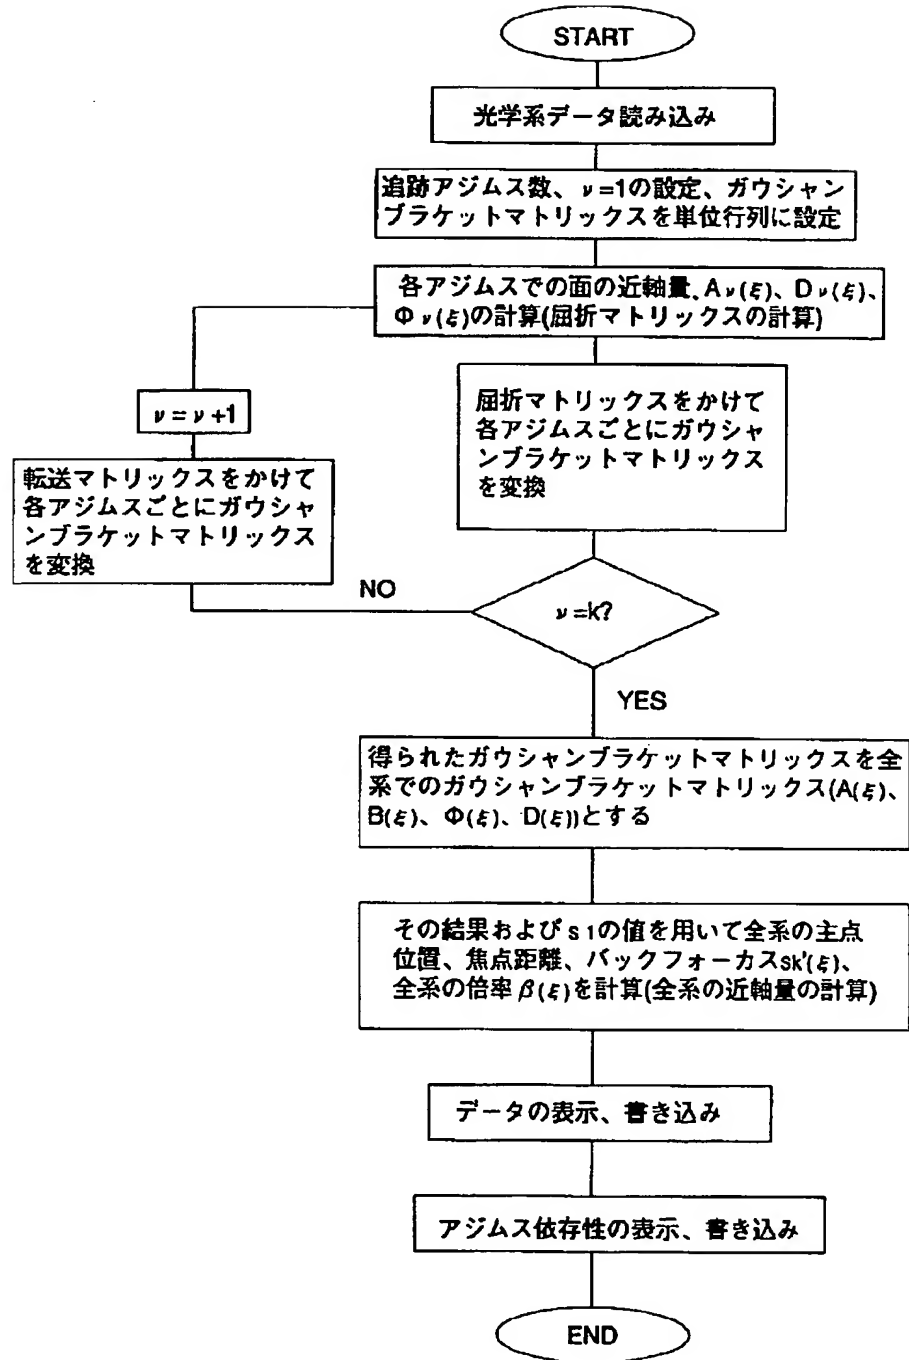 START
光学系データ読み込み
追跡アジムス数、ν=1の設定、ガウシャン
ブラケットマトリックスを単位行列に設定
各アジムスでの面の近軸量、Aν(ξ)、Dν(ξ)、
Φν(ξ)の計算(屈折マトリックスの計算)
屈折マトリックスをかけて
各アジムスごとにガウシャ
ンブラケットマトリックス
を変換
ν=ν+1
転送マトリックスをかけて
各アジムスごとにガウシャ
ンブラケットマトリックス
を変換
NO
ν=k?
YES
得られたガウシャンブラケットマトリックスを全
系でのガウシャンブラケットマトリックス(A(ξ)、
B(ξ)、Φ(ξ)、D(ξ))とする
その結果およびs1の値を用いて全系の主点
位置、焦点距離、バックフォーカスsk'(ξ)、
全系の倍率β(ξ)を計算(全系の近軸量の計算)
データの表示、書き込み
アジムス依存性の表示、書き込み
END